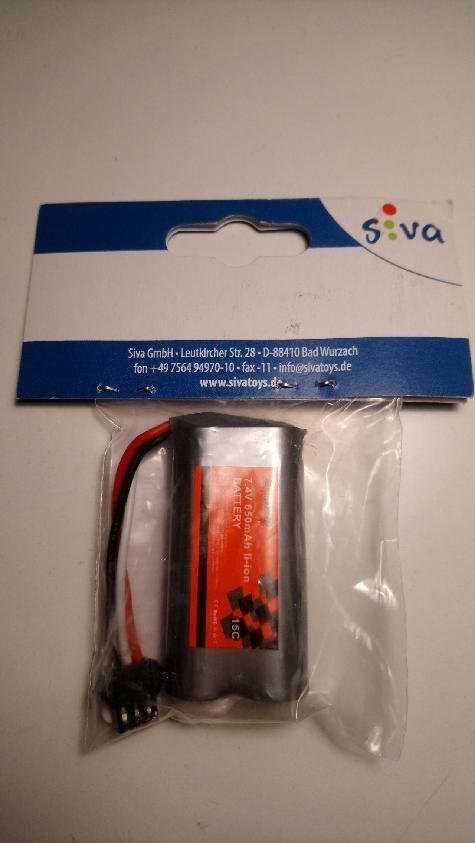 siva
Siva GmbH • Leutkircher Str. 28 • D-88410 Bad Wurzach
fon +49 7564 94970-10 • fax -11 • info@sivatoys.de
www.sivatoys.de
7.4V 650mAh li-ion
BATTERY
15C